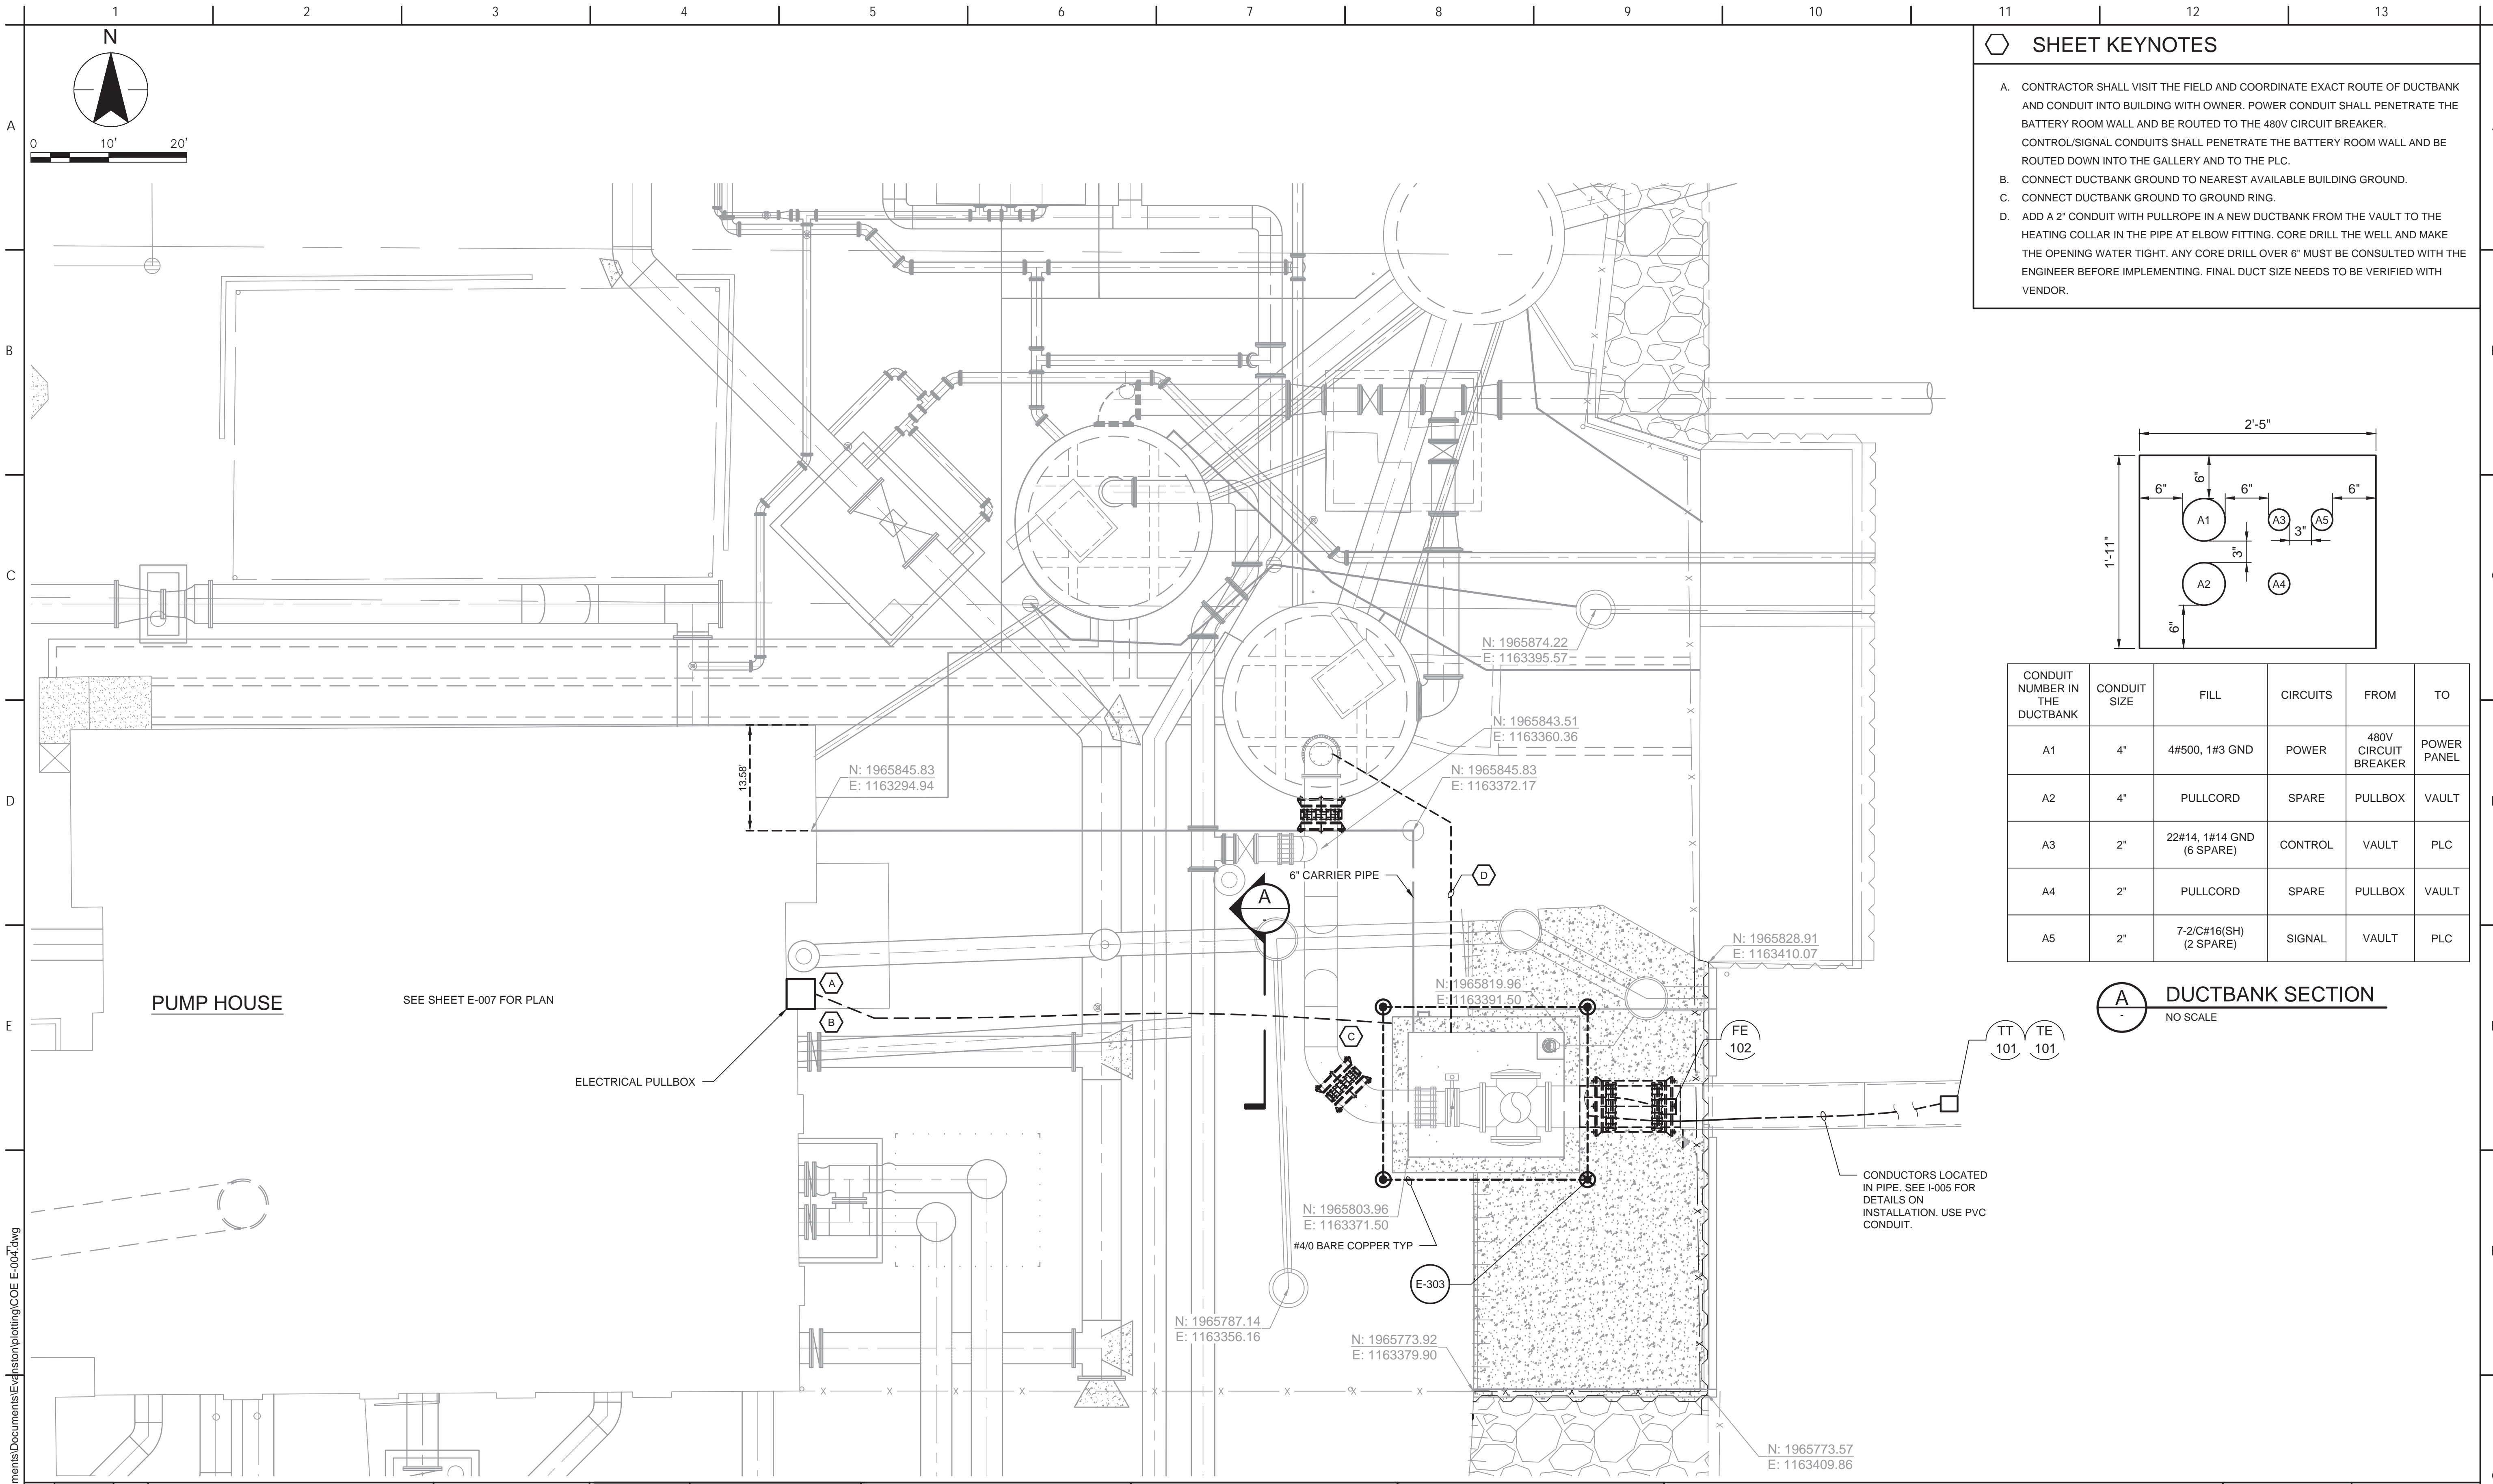 1 2 3 4 5 6 7 8 9 10 11 12 13
A
B
C
D
E
F
N
0 10' 20'
SHEET KEYNOTES
A. CONTRACTOR SHALL VISIT THE FIELD AND COORDINATE EXACT ROUTE OF DUCTBANK
AND CONDUIT INTO BUILDING WITH OWNER. POWER CONDUIT SHALL PENETRATE THE
BATTERY ROOM WALL AND BE ROUTED TO THE 480V CIRCUIT BREAKER.
CONTROL/SIGNAL CONDUITS SHALL PENETRATE THE BATTERY ROOM WALL AND BE
ROUTED DOWN INTO THE GALLERY AND TO THE PLC.
B. CONNECT DUCTBANK GROUND TO NEAREST AVAILABLE BUILDING GROUND.
C. CONNECT DUCTBANK GROUND TO GROUND RING.
D. ADD A 2" CONDUIT WITH PULLROPE IN A NEW DUCTBANK FROM THE VAULT TO THE
HEATING COLLAR IN THE PIPE AT ELBOW FITTING. CORE DRILL THE WELL AND MAKE
THE OPENING WATER TIGHT. ANY CORE DRILL OVER 6" MUST BE CONSULTED WITH THE
ENGINEER BEFORE IMPLEMENTING. FINAL DUCT SIZE NEEDS TO BE VERIFIED WITH
VENDOR.
2'-5"
6"
6" 6" 6"
A1 A3 A5
3"
3"
1'-11"
A2 A4
6"
CONDUIT NUMBER IN THE DUCTBANK CONDUIT SIZE FILL CIRCUITS FROM TO
A1 4" 4#500, 1#3 GND POWER 480V CIRCUIT BREAKER POWER PANEL
A2 4" PULLCORD SPARE PULLBOX VAULT
A3 2" 22#14, 1#14 GND (6 SPARE) CONTROL VAULT PLC
A4 2" PULLCORD SPARE PULLBOX VAULT
A5 2" 7-2/C#16(SH) (2 SPARE) SIGNAL VAULT PLC
A
-
DUCTBANK SECTION
NO SCALE
N: 1965874.22
E: 1163395.57
N: 1965843.51
E: 1163360.36
N: 1965845.83
E: 1163294.94
N: 1965845.83
E: 1163372.17
13.58'
6" CARRIER PIPE
D
A
-
N: 1965828.91
E: 1163410.07
N: 1965819.96
E: 1163391.50
PUMP HOUSE
SEE SHEET E-007 FOR PLAN
A
B
C
ELECTRICAL PULLBOX
FE
102
TT
101
TE
101
CONDUCTORS LOCATED
IN PIPE. SEE I-005 FOR
DETAILS ON
INSTALLATION. USE PVC
CONDUIT.
N: 1965803.96
E: 1163371.50
#4/0 BARE COPPER TYP
E-303
N: 1965787.14
E: 1163356.16
N: 1965773.92
E: 1163379.90
N: 1965773.57
E: 1163409.86
ments\Documents\Evanston\plotting\COE E-004.dwg